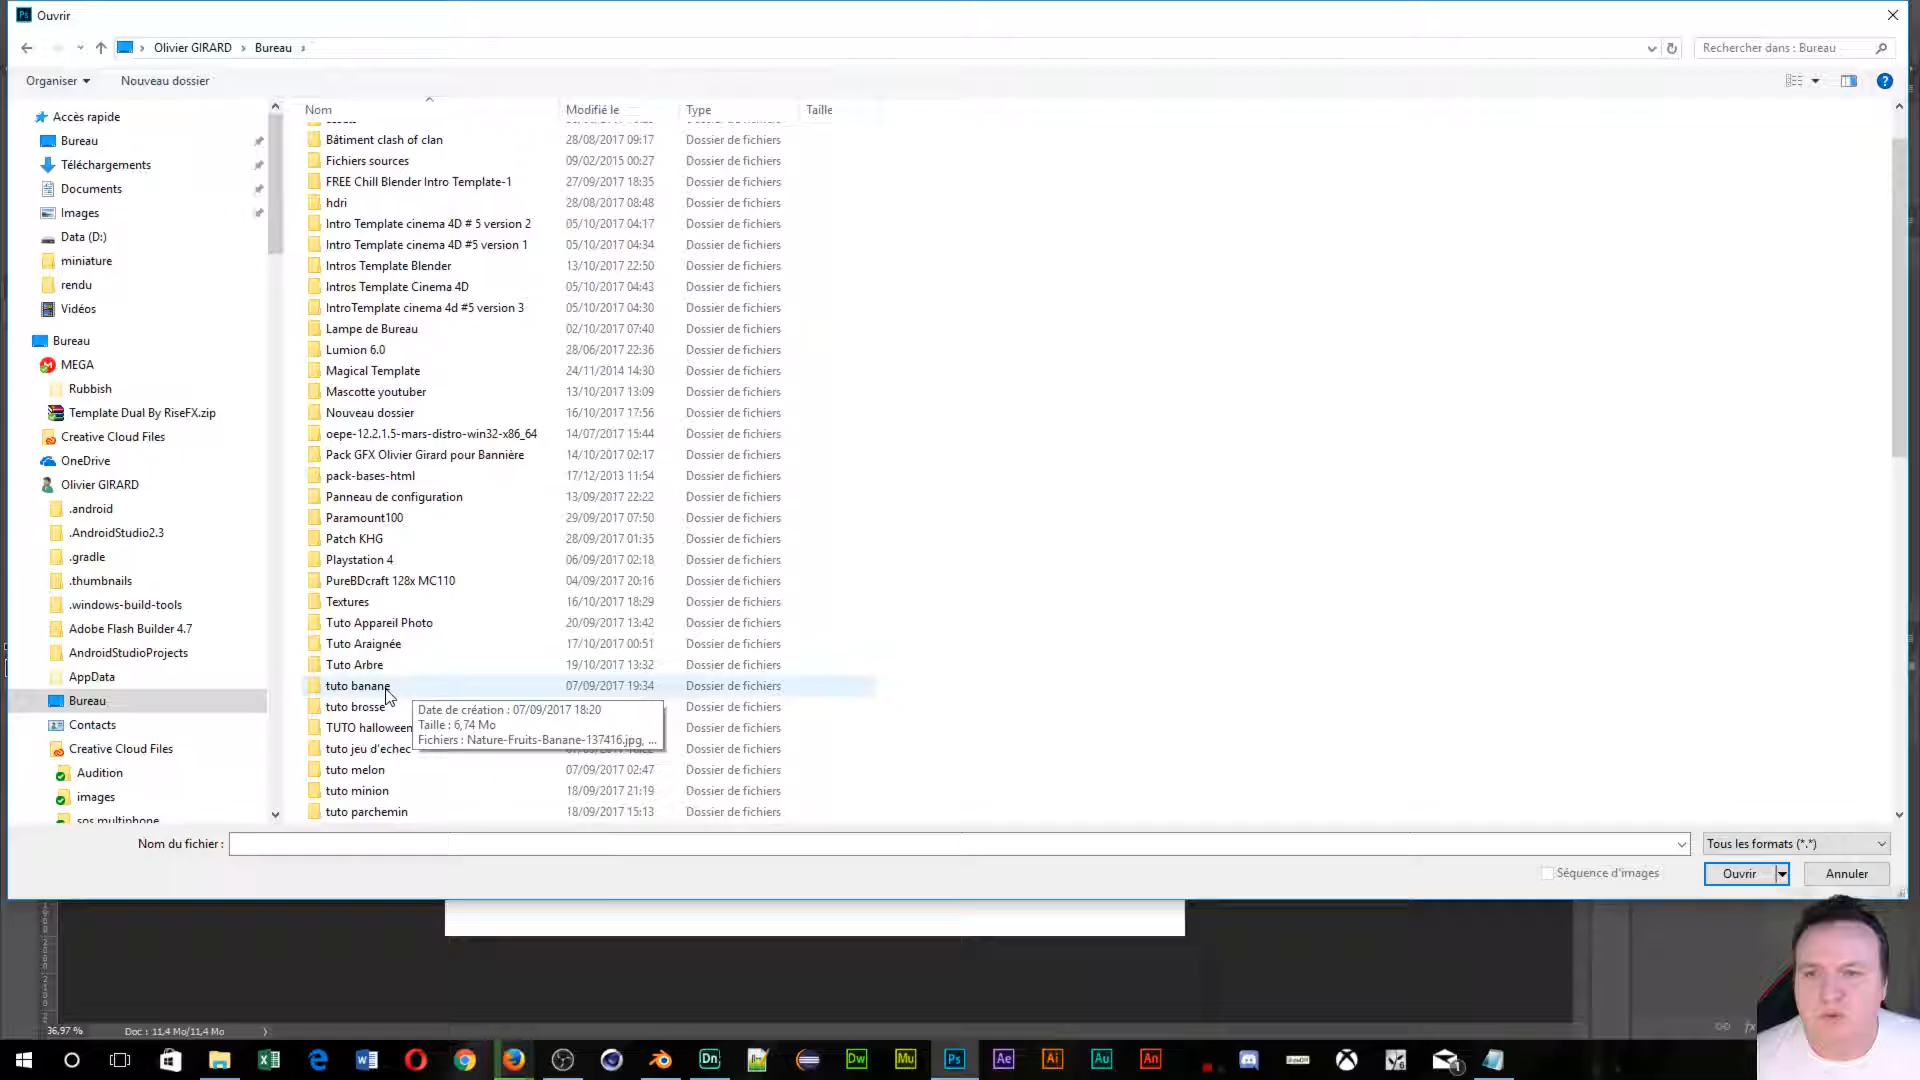 Ps Ouvrir
Olivier GIRARD › Bureau ›
Rechercher dans : Bureau
Organiser
Nouveau dossier
Nom
Modifié le
Type
Taille
Accès rapide
Bureau
Téléchargements
Documents
Images
Data (D:)
miniature
rendu
Vidéos
Bureau
MEGA
Rubbish
Template Dual By RiseFX.zip
Creative Cloud Files
OneDrive
Olivier GIRARD
.android
.AndroidStudio2.3
.gradle
.thumbnails
.windows-build-tools
Adobe Flash Builder 4.7
AndroidStudioProjects
AppData
Bureau
Contacts
Creative Cloud Files
Audition
images
sos multiphone
Bâtiment clash of clan 28/08/2017 09:17 Dossier de fichiers
Fichiers sources 09/02/2015 00:27 Dossier de fichiers
FREE Chill Blender Intro Template-1 27/09/2017 18:35 Dossier de fichiers
hdri 28/08/2017 08:48 Dossier de fichiers
Intro Template cinema 4D # 5 version 2 05/10/2017 04:17 Dossier de fichiers
Intro Template cinema 4D #5 version 1 05/10/2017 04:34 Dossier de fichiers
Intros Template Blender 13/10/2017 22:50 Dossier de fichiers
Intros Template Cinema 4D 05/10/2017 04:43 Dossier de fichiers
IntroTemplate cinema 4d #5 version 3 05/10/2017 04:30 Dossier de fichiers
Lampe de Bureau 02/10/2017 07:40 Dossier de fichiers
Lumion 6.0 28/06/2017 22:36 Dossier de fichiers
Magical Template 24/11/2014 14:30 Dossier de fichiers
Mascotte youtuber 13/10/2017 13:09 Dossier de fichiers
Nouveau dossier 16/10/2017 17:56 Dossier de fichiers
oepe-12.2.1.5-mars-distro-win32-x86_64 14/07/2017 15:44 Dossier de fichiers
Pack GFX Olivier Girard pour Bannière 14/10/2017 02:17 Dossier de fichiers
pack-bases-html 17/12/2013 11:54 Dossier de fichiers
Panneau de configuration 13/09/2017 22:22 Dossier de fichiers
Paramount100 29/09/2017 07:50 Dossier de fichiers
Patch KHG 28/09/2017 01:35 Dossier de fichiers
Playstation 4 06/09/2017 02:18 Dossier de fichiers
PureBDcraft 128x MC110 04/09/2017 20:16 Dossier de fichiers
Textures 16/10/2017 18:29 Dossier de fichiers
Tuto Appareil Photo 20/09/2017 13:42 Dossier de fichiers
Tuto Araignée 17/10/2017 00:51 Dossier de fichiers
Tuto Arbre 19/10/2017 13:32 Dossier de fichiers
tuto banane 07/09/2017 19:34 Dossier de fichiers
tuto brosse Dossier de fichiers
TUTO halloween Dossier de fichiers
tuto jeu d'echec Dossier de fichiers
tuto melon 07/09/2017 02:47 Dossier de fichiers
tuto minion 18/09/2017 21:19 Dossier de fichiers
tuto parchemin 18/09/2017 15:13 Dossier de fichiers
Date de création : 07/09/2017 18:20
Taille : 6,74 Mo
Fichiers : Nature-Fruits-Banane-137416.jpg, ...
Nom du fichier :
Tous les formats (*.*)
Séquence d'images
Ouvrir
Annuler
36,97 %
Doc : 11,4 Mo/11,4 Mo
fx
Dn
Dw
Mu
Ps
Ae
Ai
Au
An